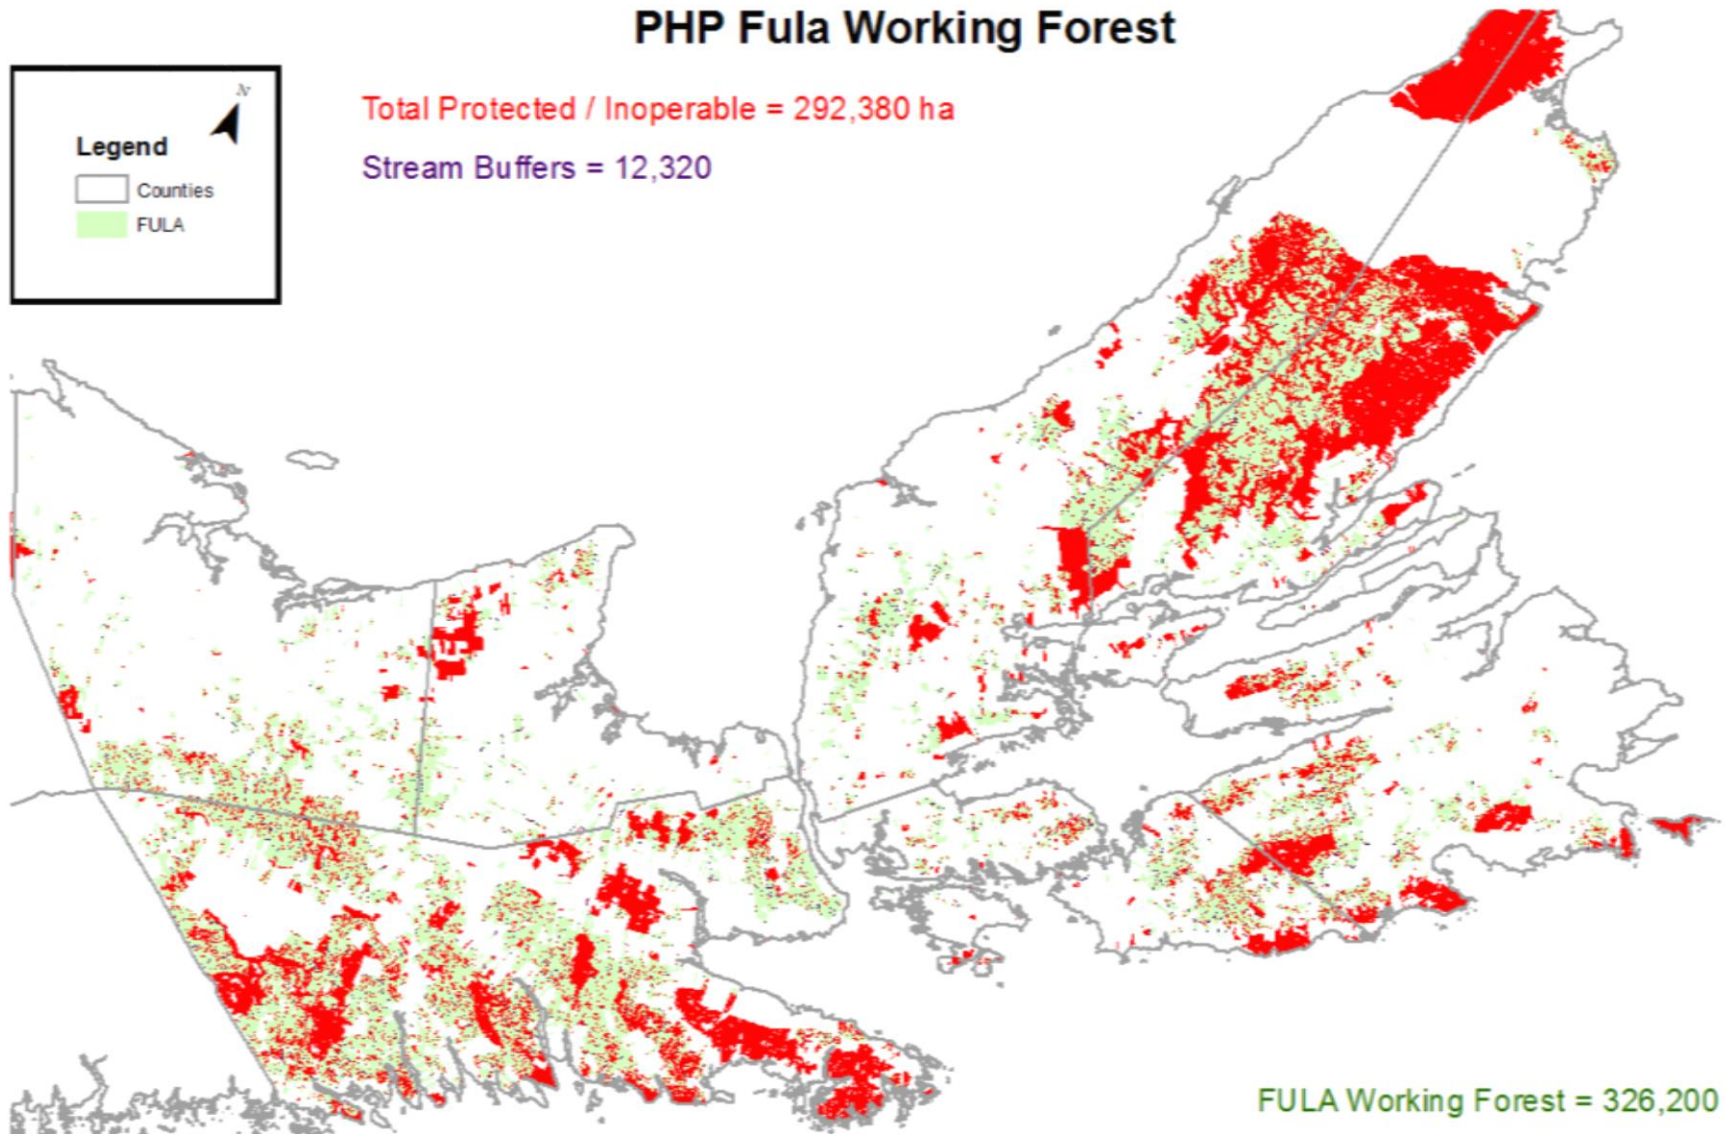 PHP Fula Working Forest
N
Legend
Counties
FULA
Total Protected / Inoperable = 292,380 ha
Stream Buffers = 12,320
FULA Working Forest = 326,200